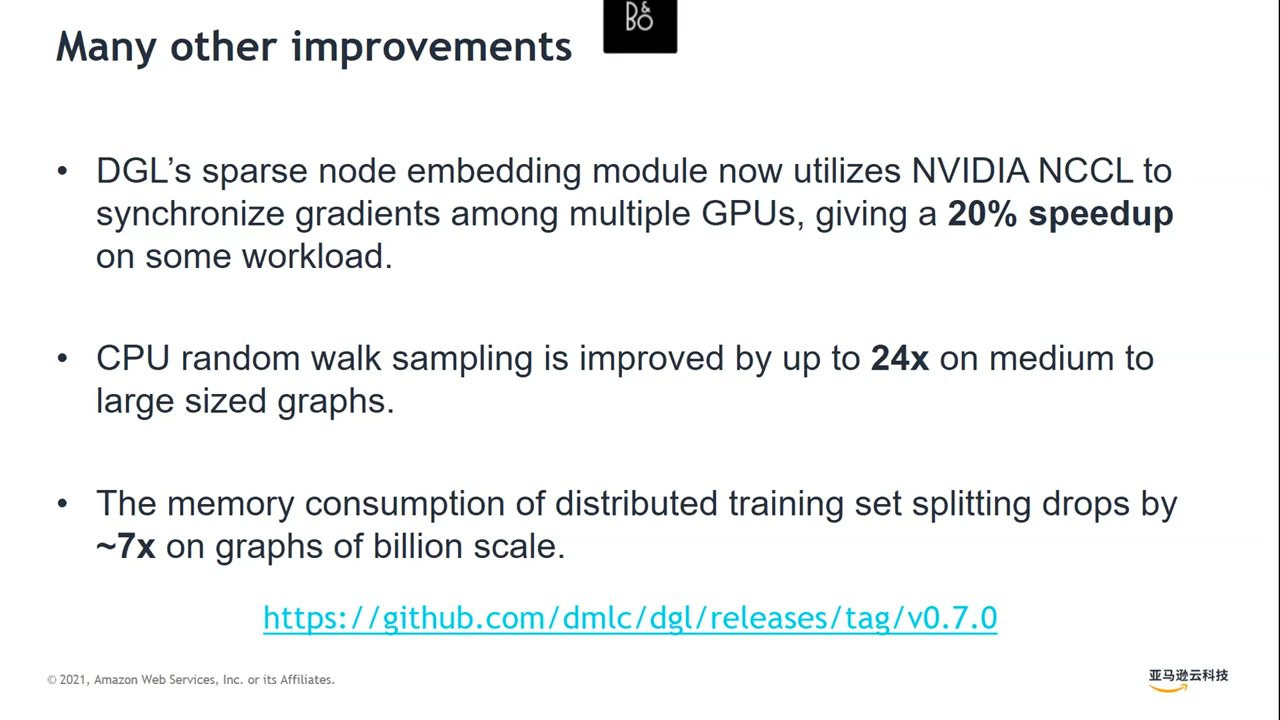 Many other improvements
B&O
• DGL’s sparse node embedding module now utilizes NVIDIA NCCL to
synchronize gradients among multiple GPUs, giving a 20% speedup
on some workload.
• CPU random walk sampling is improved by up to 24x on medium to
large sized graphs.
• The memory consumption of distributed training set splitting drops by
~7x on graphs of billion scale.
https://github.com/dmlc/dgl/releases/tag/v0.7.0
© 2021, Amazon Web Services, Inc. or its Affiliates.
亚马逊云科技